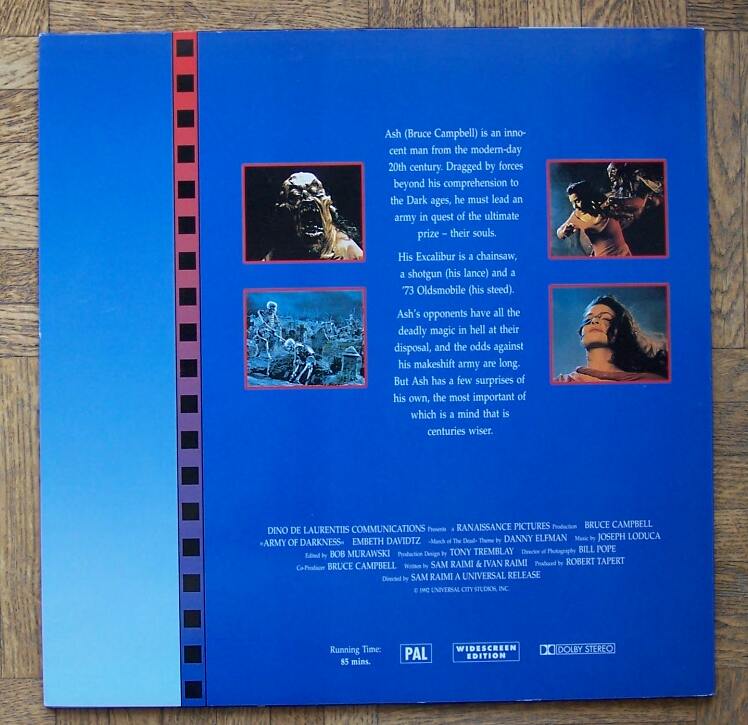 Ash (Bruce Campbell) is an inno-
cent man from the modern-day
20th century. Dragged by forces
beyond his comprehension to
the Dark ages, he must lead an
army in quest of the ultimate
prize – their souls.
His Excalibur is a chainsaw,
a shotgun (his lance) and a
'73 Oldsmobile (his steed).
Ash's opponents have all the
deadly magic in hell at their
disposal, and the odds against
his makeshift army are long.
But Ash has a few surprises of
his own, the most important of
which is a mind that is
centuries wiser.
DINO DE LAURENTIIS COMMUNICATIONS Presents a RANAISSANCE PICTURES Production BRUCE CAMPBELL
»ARMY OF DARKNESS« EMBETH DAVIDTZ »March of The Dead« Theme by DANNY ELFMAN Music by JOSEPH LODUCA
Edited by BOB MURAWSKI Production Design by TONY TREMBLAY Director of Photography BILL POPE
Co-Producer BRUCE CAMPBELL Written by SAM RAIMI & IVAN RAIMI Produced by ROBERT TAPERT
Directed by SAM RAIMI A UNIVERSAL RELEASE
© 1992 UNIVERSAL CITY STUDIOS, INC.
Running Time:
85 mins.
PAL
WIDESCREEN
EDITION
DOLBY STEREO